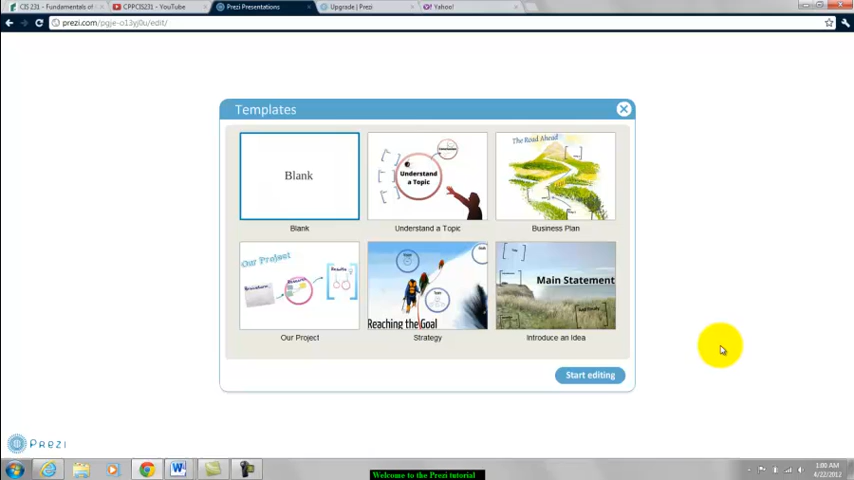 CIS 231 - Fundamentals of
CPPCIS231 - YouTube
Prezi Presentations
Upgrade | Prezi
Yahoo!
prezi.com/pgje-o13yj0u/edit/
Templates
Blank
Understand
a Topic
The Road Ahead
Blank
Understand a Topic
Business Plan
Our Project
Results
Main Statement
Reaching the Goal
Our Project
Strategy
Introduce an Idea
Start editing
PREZI
Welcome to the Prezi tutorial
1:08 AM
4/22/2012